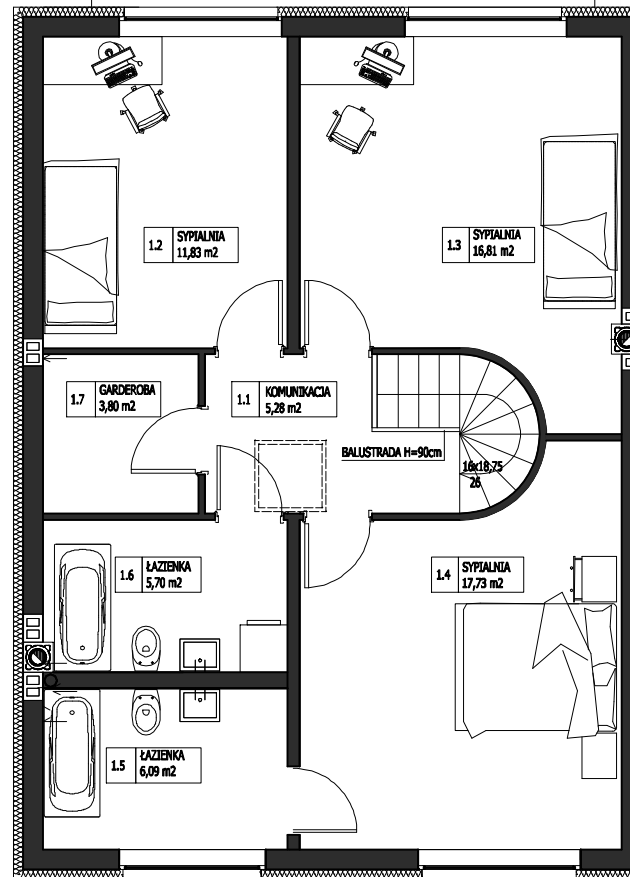 1.2 SYPIALNIA
11,83 m2
1.3 SYPIALNIA
16,81 m2
1.7 GARDEROBA
3,80 m2
1.1 KOMUNIKACJA
5,28 m2
BALUSTRADA H=90cm
16x18,75
26
1.6 ŁAZIENKA
5,70 m2
1.4 SYPIALNIA
17,73 m2
1.5 ŁAZIENKA
6,09 m2